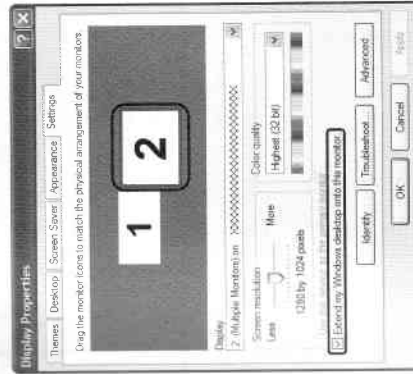 Display Properties
Themes Desktop Screen Saver Appearance Settings
Drag the monitor icons to match the physical arrangement of your monitors.
1 2
Display:
2. (Multiple Monitors) on XXXXXXXXXXXXXXXX
Screen resolution
Less More
1280 by 1024 pixels
Color quality
Highest (32 bit)
Extend my Windows desktop onto this monitor.
Identify Troubleshoot... Advanced
OK Cancel Apply